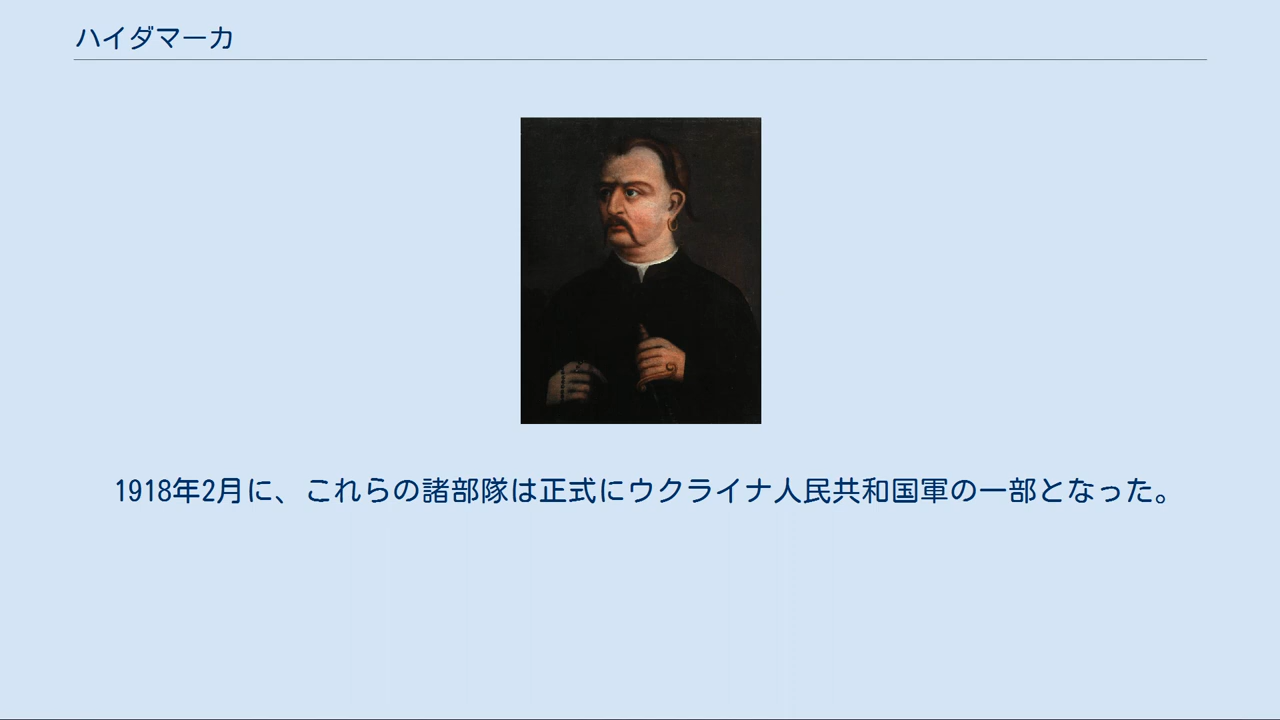 ハイダマーカ
1918年2月に、これらの諸部隊は正式にウクライナ人民共和国軍の一部となった。